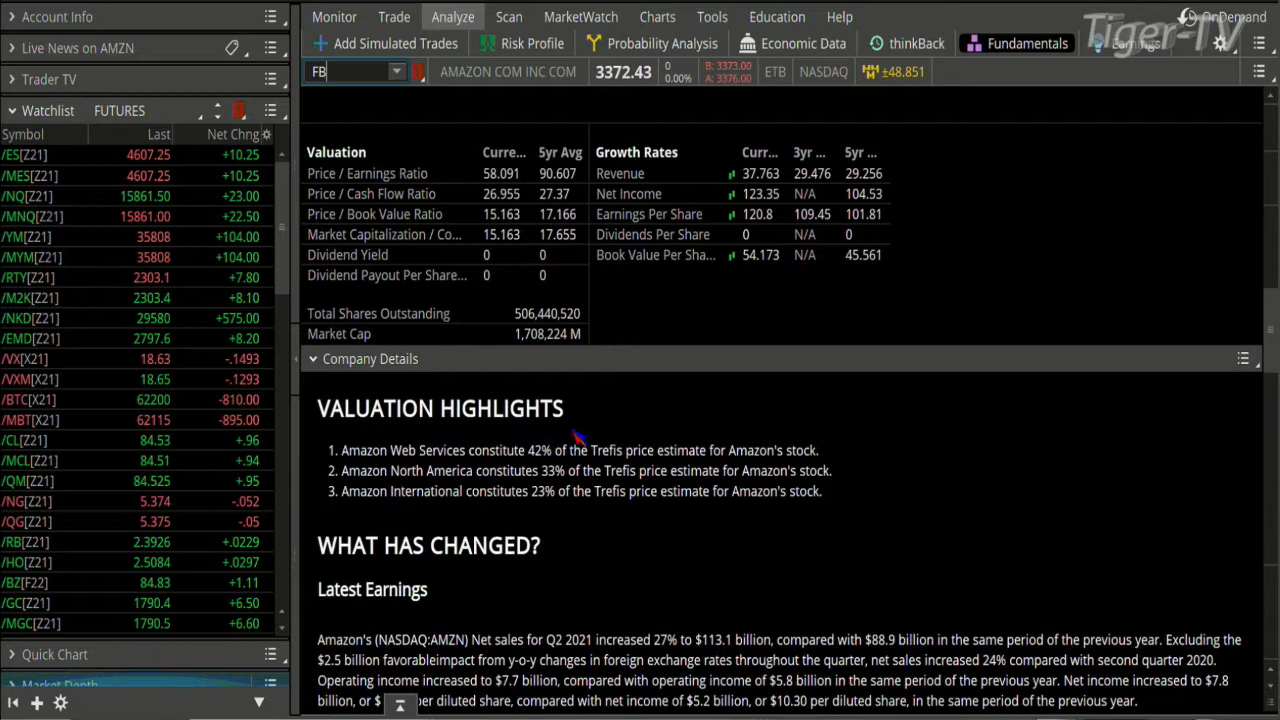 Account Info
Live News on AMZN
Trader TV
Watchlist FUTURES
Symbol Last Net Chng
/ES[Z21] 4607.25 +10.25
/MES[Z21] 4607.25 +10.25
/NQ[Z21] 15861.50 +23.00
/MNQ[Z21] 15861.00 +22.50
/YM[Z21] 35808 +104.00
/MYM[Z21] 35808 +104.00
/RTY[Z21] 2303.1 +7.80
/M2K[Z21] 2303.4 +8.10
/NKD[Z21] 29580 +575.00
/EMD[Z21] 2797.6 +8.20
/VX[X21] 18.63 -.1493
/VXM[X21] 18.65 -.1293
/BTC[X21] 62200 -810.00
/MBT[X21] 62115 -895.00
/CL[Z21] 84.53 +.96
/MCL[Z21] 84.51 +.94
/QM[Z21] 84.525 +.95
/NG[Z21] 5.374 -.052
/QG[Z21] 5.375 -.05
/RB[Z21] 2.3926 +.0229
/HO[Z21] 2.5084 +.0297
/BZ[F22] 84.83 +1.11
/GC[Z21] 1790.4 +6.50
/MGC[Z21] 1790.5 +6.60
Quick Chart
Market Depth
Monitor Trade Analyze Scan MarketWatch Charts Tools Education Help
OnDemand
Tiger-TV
Add Simulated Trades Risk Profile Probability Analysis Economic Data thinkBack Fundamentals Earnings
FB AMAZON COM INC COM 3372.43 0 0.00% B: 3373.00 A: 3376.00 ETB NASDAQ ±48.851
Valuation Curre... 5yr Avg
Price / Earnings Ratio 58.091 90.607
Price / Cash Flow Ratio 26.955 27.37
Price / Book Value Ratio 15.163 17.166
Market Capitalization / Co... 15.163 17.655
Dividend Yield 0 0
Dividend Payout Per Share... 0 0
Total Shares Outstanding 506,440,520
Market Cap 1,708,224 M
Growth Rates Curr... 3yr ... 5yr ...
Revenue 37.763 29.476 29.256
Net Income 123.35 N/A 104.53
Earnings Per Share 120.8 109.45 101.81
Dividends Per Share 0 N/A 0
Book Value Per Sha... 54.173 N/A 45.561
Company Details
VALUATION HIGHLIGHTS
1. Amazon Web Services constitute 42% of the Trefis price estimate for Amazon's stock.
2. Amazon North America constitutes 33% of the Trefis price estimate for Amazon's stock.
3. Amazon International constitutes 23% of the Trefis price estimate for Amazon's stock.
WHAT HAS CHANGED?
Latest Earnings
Amazon's (NASDAQ:AMZN) Net sales for Q2 2021 increased 27% to $113.1 billion, compared with $88.9 billion in the same period of the previous year. Excluding the
$2.5 billion favorableimpact from y-o-y changes in foreign exchange rates throughout the quarter, net sales increased 24% compared with second quarter 2020.
Operating income increased to $7.7 billion, compared with operating income of $5.8 billion in the same period of the previous year. Net income increased to $7.8
billion, or $ per diluted share, compared with net income of $5.2 billion, or $10.30 per diluted share, in the same period of the previous year.